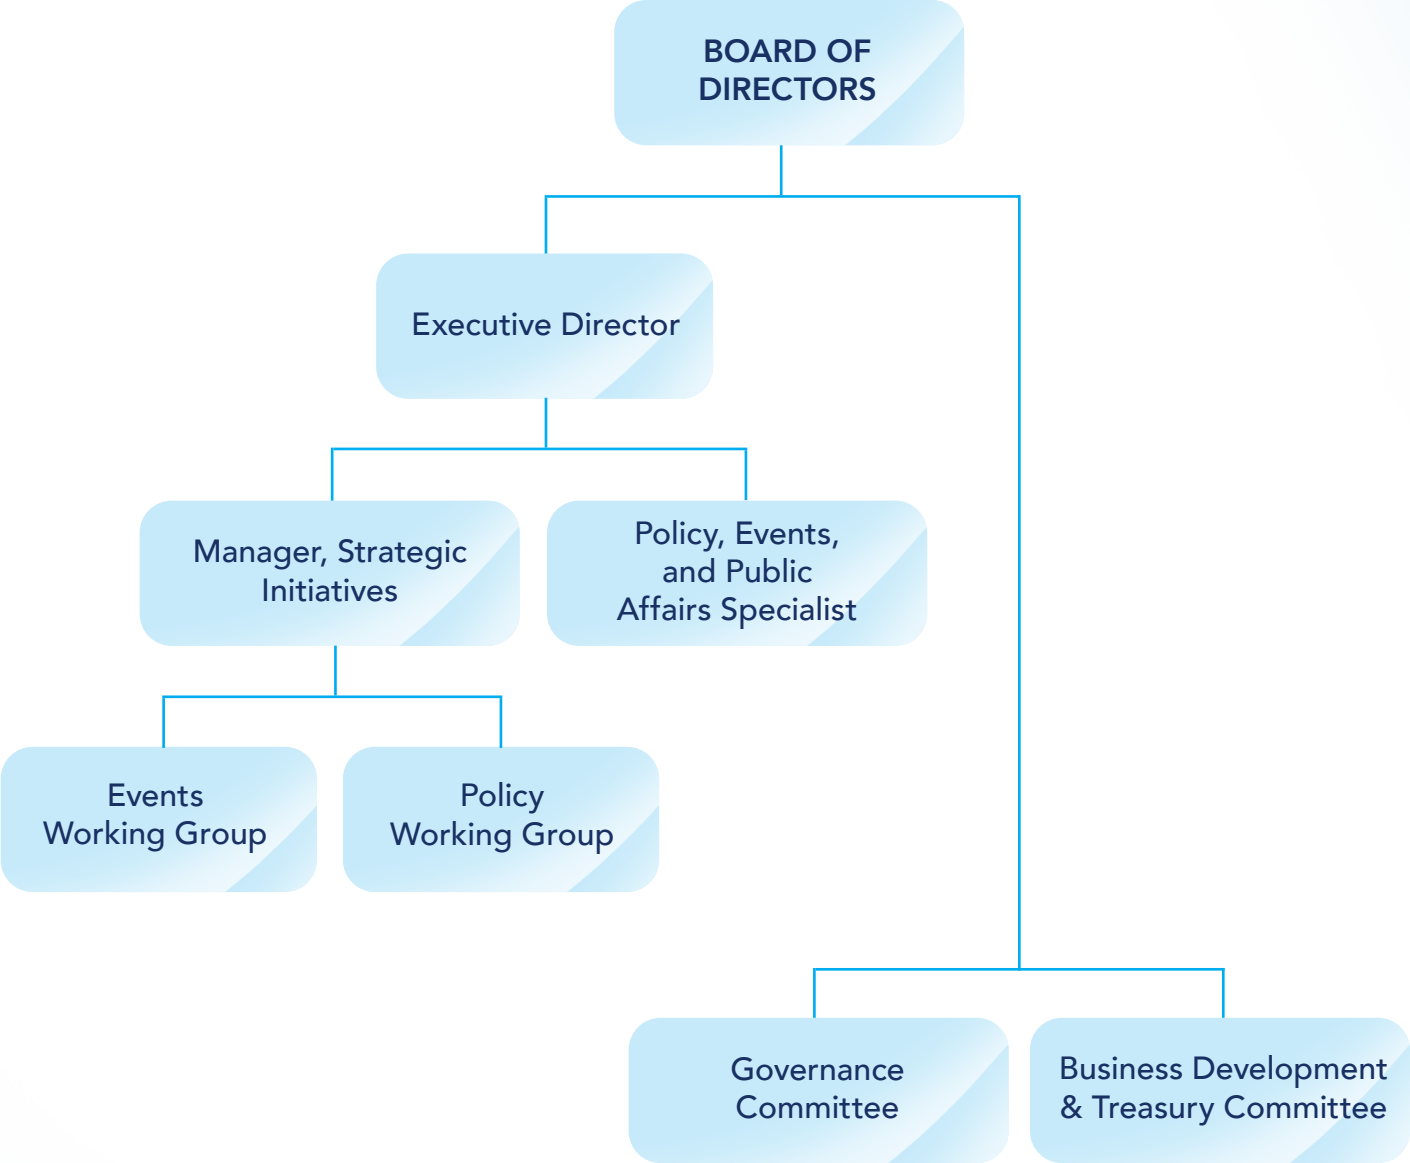 BOARD OF
DIRECTORS
Executive Director
Manager, Strategic
Initiatives
Policy, Events,
and Public
Affairs Specialist
Events
Working Group
Policy
Working Group
Governance
Committee
Business Development
& Treasury Committee